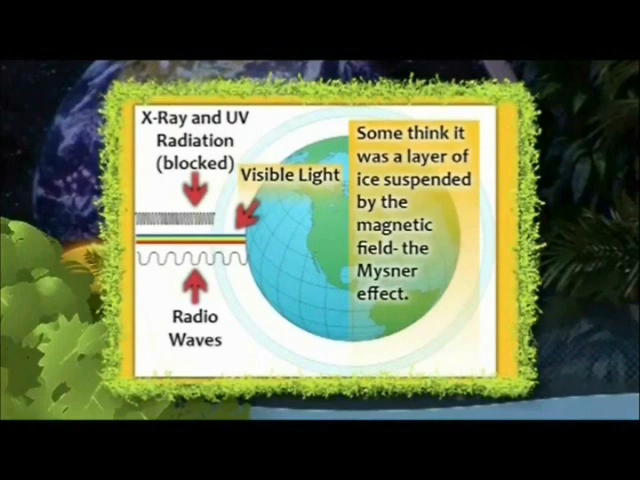 X-Ray and UV
Radiation
(blocked)
Visible Light
Radio
Waves
Some think it
was a layer of
ice suspended
by the
magnetic
field- the
Mysner
effect.